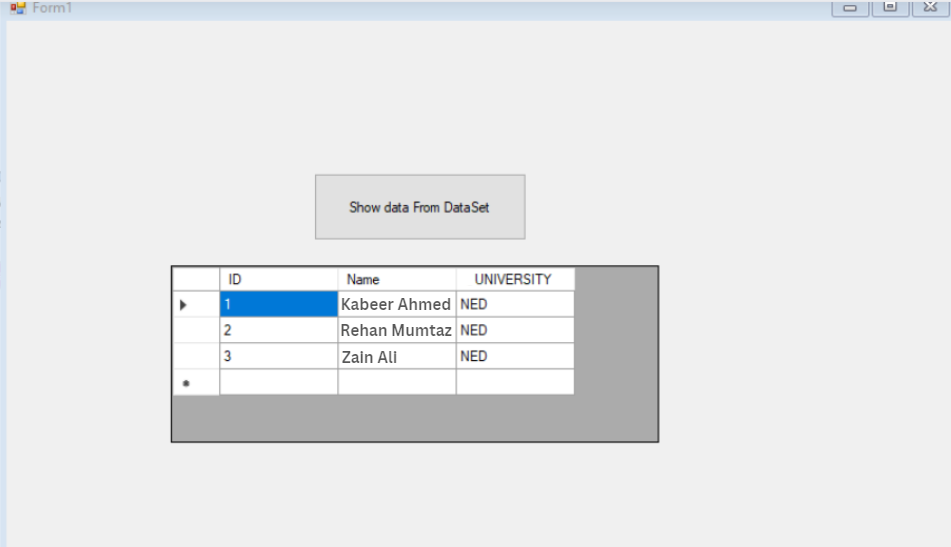 Form1
Show data From DataSet
ID Name UNIVERSITY
1 Kabeer Ahmed NED
2 Rehan Mumtaz NED
3 Zain Ali NED